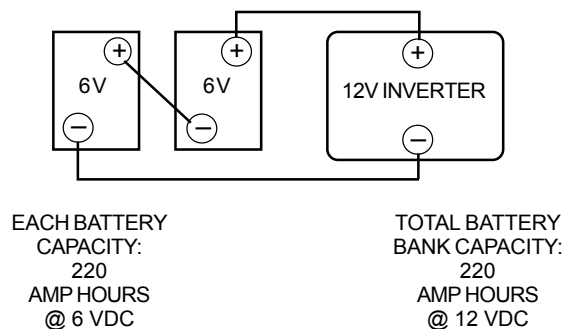 +
+
+
6V
6V
12V INVERTER
−
−
−
EACH BATTERY
CAPACITY:
220
AMP HOURS
@ 6 VDC
TOTAL BATTERY
BANK CAPACITY:
220
AMP HOURS
@ 12 VDC